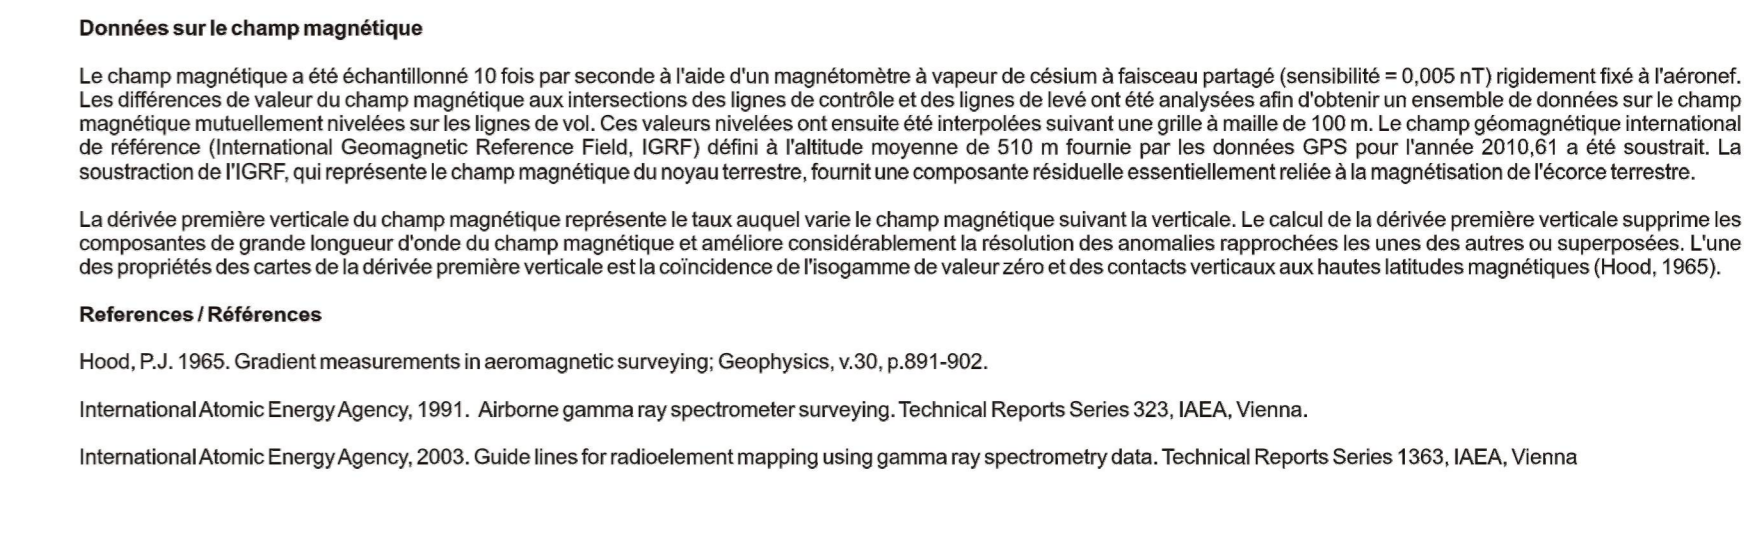 Données sur le champ magnétique
Le champ magnétique a été échantillonné 10 fois par seconde à l'aide d'un magnétomètre à vapeur de césium à faisceau partagé (sensibilité = 0,005 nT) rigidement fixé à l'aéronef.
Les différences de valeur du champ magnétique aux intersections des lignes de contrôle et des lignes de levé ont été analysées afin d'obtenir un ensemble de données sur le champ
magnétique mutuellement nivelées sur les lignes de vol. Ces valeurs nivelées ont ensuite été interpolées suivant une grille à maille de 100 m. Le champ géomagnétique international
de référence (International Geomagnetic Reference Field, IGRF) défini à l'altitude moyenne de 510 m fournie par les données GPS pour l'année 2010,61 a été soustrait. La
soustraction de l'IGRF, qui représente le champ magnétique du noyau terrestre, fournit une composante résiduelle essentiellement reliée à la magnétisation de l'écorce terrestre.
La dérivée première verticale du champ magnétique représente le taux auquel varie le champ magnétique suivant la verticale. Le calcul de la dérivée première verticale supprime les
composantes de grande longueur d'onde du champ magnétique et améliore considérablement la résolution des anomalies rapprochées les unes des autres ou superposées. L'une
des propriétés des cartes de la dérivée première verticale est la coïncidence de l'isogamme de valeur zéro et des contacts verticaux aux hautes latitudes magnétiques (Hood, 1965).
References / Références
Hood, P.J. 1965. Gradient measurements in aeromagnetic surveying; Geophysics, v.30, p.891-902.
International Atomic Energy Agency, 1991. Airborne gamma ray spectrometer surveying. Technical Reports Series 323, IAEA, Vienna.
International Atomic Energy Agency, 2003. Guide lines for radioelement mapping using gamma ray spectrometry data. Technical Reports Series 1363, IAEA, Vienna